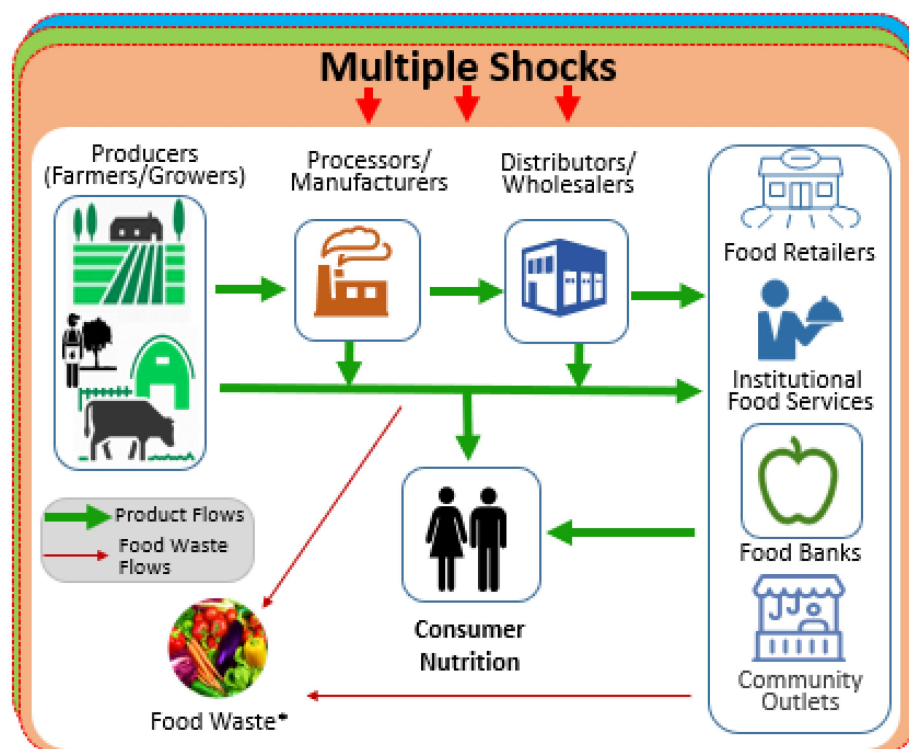 Multiple Shocks
Producers
(Farmers/Growers)
Processors/
Manufacturers
Distributors/
Wholesalers
Food Retailers
Institutional
Food Services
Food Banks
Community
Outlets
Product Flows
Food Waste
Flows
Consumer
Nutrition
Food Waste*